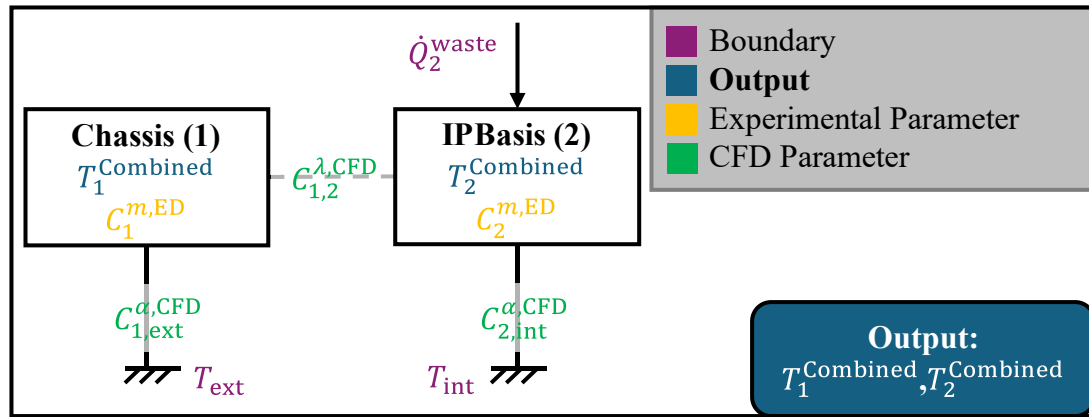 Q̇₂^waste
Boundary
Output
Experimental Parameter
CFD Parameter
Chassis (1)
T₁^Combined
C₁^m,ED
C₁,₂^λ,CFD
IPBasis (2)
T₂^Combined
C₂^m,ED
C₁,ext^α,CFD
T_ext
C₂,int^α,CFD
T_int
Output:
T₁^Combined,T₂^Combined